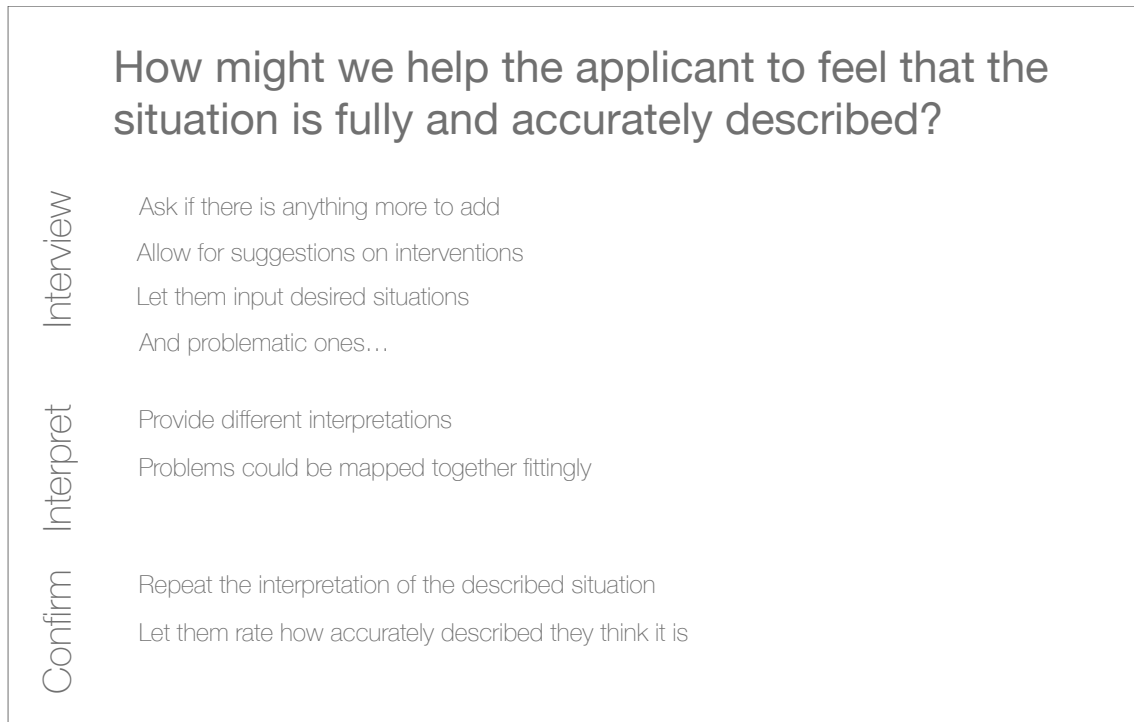 How might we help the applicant to feel that the
situation is fully and accurately described?
Interview
Ask if there is anything more to add
Allow for suggestions on interventions
Let them input desired situations
And problematic ones…
Interpret
Provide different interpretations
Problems could be mapped together fittingly
Confirm
Repeat the interpretation of the described situation
Let them rate how accurately described they think it is